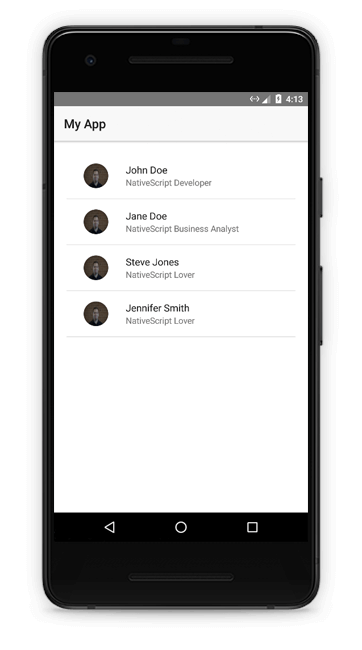 4:13
My App
John Doe
NativeScript Developer
Jane Doe
NativeScript Business Analyst
Steve Jones
NativeScript Lover
Jennifer Smith
NativeScript Lover